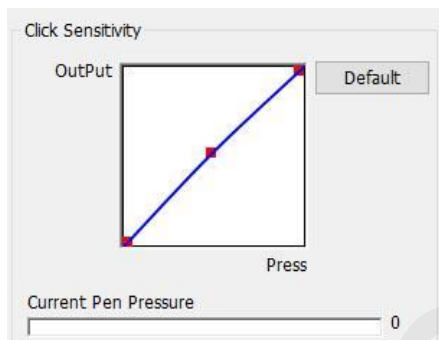 Click Sensitivity
OutPut
Default
Press
Current Pen Pressure
0